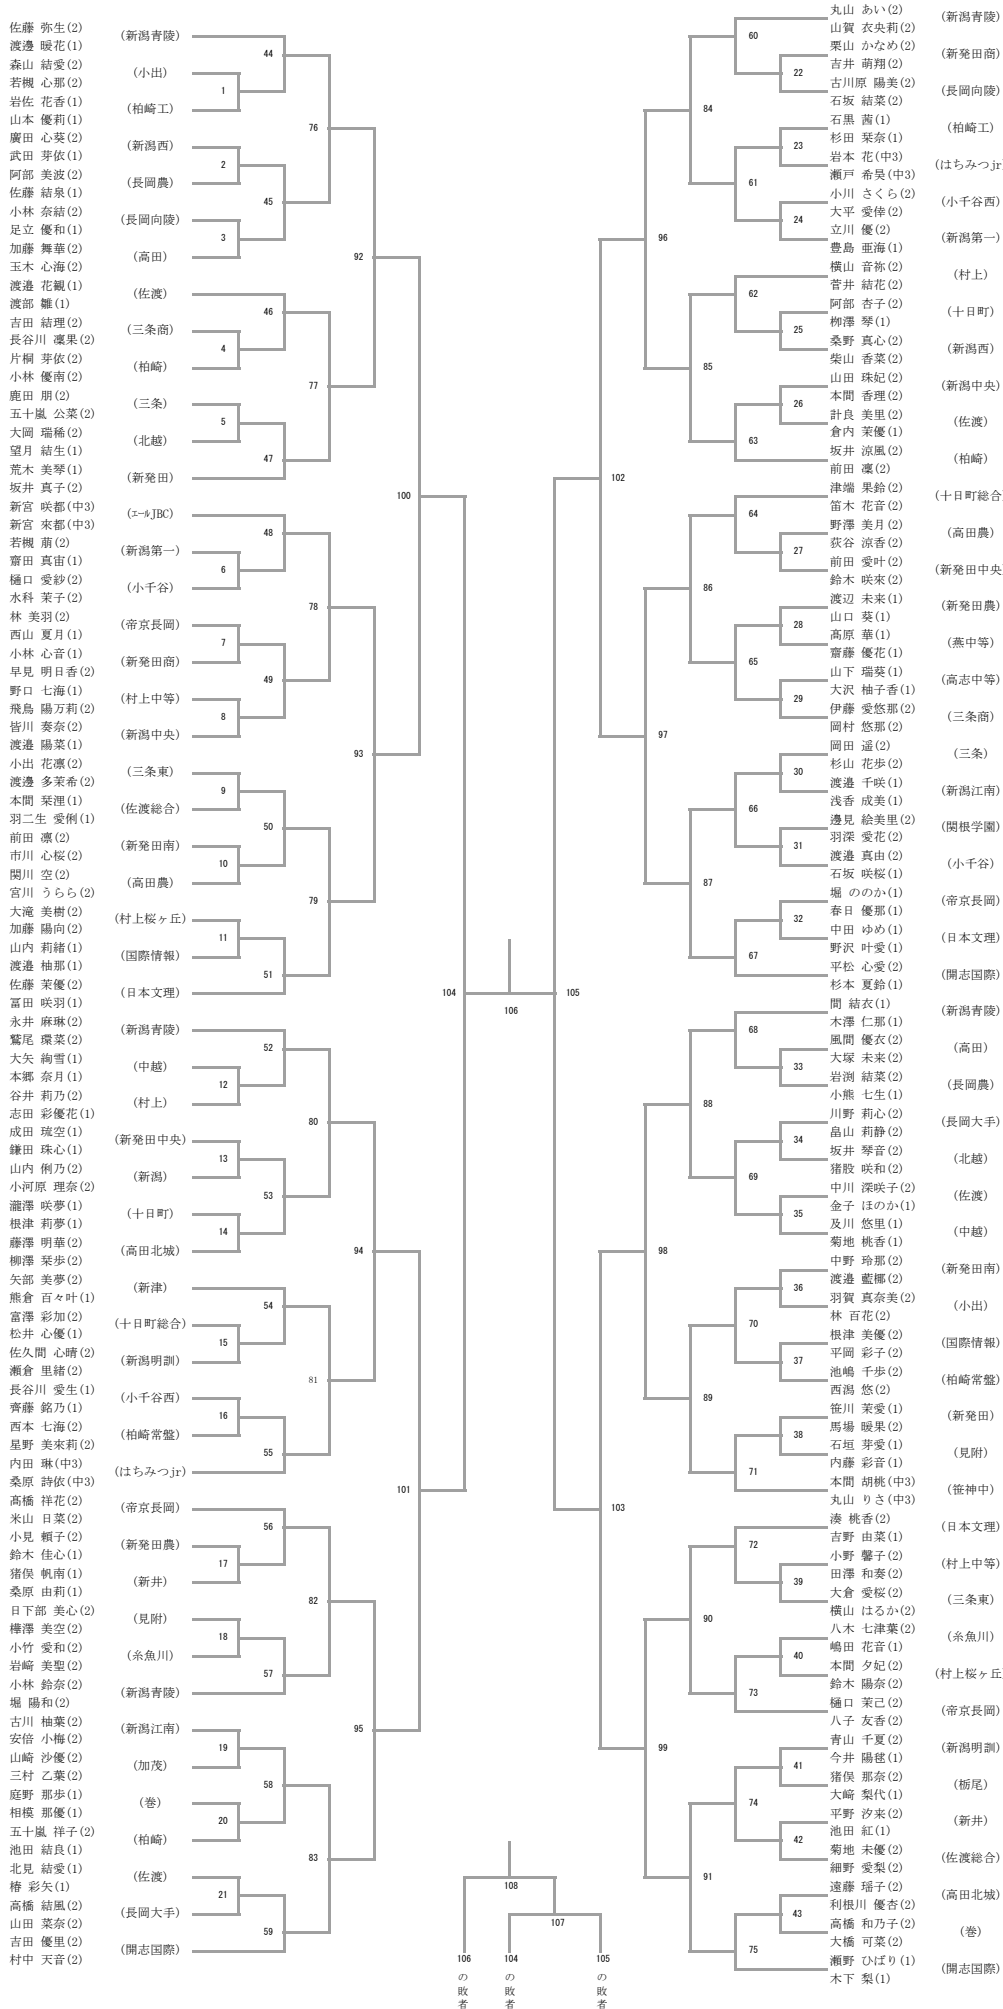 佐藤 弥生(2)
渡邊 暖花(1)
(新潟青陵)
森山 結愛(2)
若槻 心那(2)
(小出)
岩佐 花香(1)
山本 優莉(1)
(柏崎工)
廣田 心葵(2)
武田 芽依(1)
(新潟西)
阿部 美波(2)
佐藤 結泉(1)
(長岡農)
小林 奈結(2)
足立 優和(1)
(長岡向陵)
加藤 舞華(2)
玉木 心海(2)
(高田)
渡邉 花観(1)
渡部 雛(1)
(佐渡)
吉田 結理(2)
長谷川 凜果(2)
(三条商)
片桐 芽依(2)
小林 優南(2)
(柏崎)
鹿田 朋(2)
五十嵐 公菜(2)
(三条)
大岡 瑞稀(2)
望月 結生(1)
(北越)
荒木 美琴(1)
坂井 真子(2)
(新発田)
新宮 咲都(中3)
新宮 來都(中3)
(エールJBC)
若槻 萠(2)
齋田 真宙(1)
(新潟第一)
樋口 愛紗(2)
水科 茉子(2)
(小千谷)
林 美羽(2)
西山 夏月(1)
(帝京長岡)
小林 心音(1)
早見 明日香(2)
(新発田商)
野口 七海(1)
飛鳥 陽万莉(2)
(村上中等)
皆川 奏奈(2)
渡邉 陽菜(1)
(新潟中央)
小出 花凛(2)
渡邊 多茉希(2)
(三条東)
本間 栞浬(1)
羽二生 愛俐(1)
(佐渡総合)
前田 凛(2)
市川 心桜(2)
(新発田南)
関川 空(2)
宮川 うらら(2)
(高田農)
大滝 美樹(2)
加藤 陽向(2)
(村上桜ヶ丘)
山内 莉緒(1)
渡邉 柚那(1)
(国際情報)
佐藤 茉優(2)
冨田 咲羽(1)
(日本文理)
永井 麻琳(2)
鷲尾 環菜(2)
(新潟青陵)
大矢 絢雪(1)
本郷 奈月(1)
(中越)
谷井 莉乃(2)
志田 彩優花(1)
(村上)
成田 琉空(1)
鎌田 珠心(1)
(新発田中央)
山内 俐乃(2)
小河原 理奈(2)
(新潟)
瀧澤 咲夢(1)
根津 莉夢(1)
(十日町)
藤澤 明華(2)
柳澤 栞歩(2)
(高田北城)
矢部 美夢(2)
熊倉 百々叶(1)
(新津)
富澤 彩加(2)
松井 心優(1)
(十日町総合)
佐久間 心晴(2)
瀬倉 里緒(2)
(新潟明訓)
長谷川 愛生(1)
齊藤 銘乃(1)
(小千谷西)
西本 七海(2)
星野 美來莉(2)
(柏崎常盤)
内田 琳(中3)
桑原 詩依(中3)
(はちみつjr)
髙橋 祥花(2)
米山 日菜(2)
(帝京長岡)
小見 頼子(2)
鈴木 佳心(1)
(新発田農)
猪俣 帆南(1)
桑原 由莉(1)
(新井)
日下部 美心(2)
樺澤 美空(2)
(見附)
小竹 愛和(2)
岩﨑 美聖(2)
(糸魚川)
小林 鈴奈(2)
堀 陽和(2)
(新潟青陵)
古川 柚葉(2)
安倍 小梅(2)
(新潟江南)
山崎 沙優(2)
三村 乙葉(2)
(加茂)
庭野 那歩(1)
相模 那優(1)
(巻)
五十嵐 祥子(2)
池田 結良(1)
(柏崎)
北見 結愛(1)
椿 彩矢(1)
(佐渡)
高橋 結風(2)
山田 菜奈(2)
(長岡大手)
吉田 優里(2)
村中 天音(2)
(開志国際)
44
1
76
2
45
3
92
46
4
77
5
47
100
48
6
78
7
49
8
93
9
50
10
79
11
51
104
52
12
80
13
53
14
94
54
15
81
16
55
101
56
17
82
18
57
95
19
58
20
83
21
59
106
108
107
106
の敗者
104
の敗者
105
の敗者
丸山 あい(2)
山賀 衣央莉(2)
(新潟青陵)
栗山 かなめ(2)
吉井 萌翔(2)
(新発田商)
古川原 陽美(2)
石坂 結菜(2)
(長岡向陵)
石黒 茜(1)
杉田 栞奈(1)
(柏崎工)
岩本 花(中3)
瀬戸 希昊(中3)
(はちみつjr
小川 さくら(2)
大平 愛倖(2)
(小千谷西)
立川 優(2)
豊島 亜海(1)
(新潟第一)
横山 音祢(2)
菅井 結花(2)
(村上)
阿部 杏子(2)
栁澤 琴(1)
(十日町)
桑野 真心(2)
柴山 香菜(2)
(新潟西)
山田 珠妃(2)
本間 香理(2)
(新潟中央)
計良 美里(2)
倉内 茉優(1)
(佐渡)
坂井 涼風(2)
前田 凜(2)
(柏崎)
津端 果鈴(2)
笛木 花音(2)
(十日町総合
野澤 美月(2)
荻谷 涼香(2)
(高田農)
前田 愛叶(2)
鈴木 咲來(2)
(新発田中央
渡辺 未来(1)
山口 葵(1)
(新発田農)
髙原 華(1)
齋藤 優花(1)
(燕中等)
山下 瑞葵(1)
大沢 柚子香(1)
(高志中等)
伊藤 愛悠那(2)
岡村 悠那(2)
(三条商)
岡田 遥(2)
杉山 花歩(2)
(三条)
渡邉 千咲(1)
浅香 成美(1)
(新潟江南)
邊見 絵美里(2)
羽深 愛花(2)
(関根学園)
渡邉 真由(2)
石坂 咲桜(1)
(小千谷)
堀 ののか(1)
春日 優那(1)
(帝京長岡)
中田 ゆめ(1)
野沢 叶愛(1)
(日本文理)
平松 心愛(2)
杉本 夏鈴(1)
(開志国際)
間 結衣(1)
木澤 仁那(1)
(新潟青陵)
風間 優衣(2)
大塚 未来(2)
(高田)
岩渕 結菜(2)
小熊 七生(1)
(長岡農)
川野 莉心(2)
畠山 莉静(2)
(長岡大手)
坂井 琴音(2)
猪股 咲和(2)
(北越)
中川 深咲子(2)
金子 ほのか(1)
(佐渡)
及川 悠里(1)
菊地 桃香(1)
(中越)
中野 玲那(2)
渡邉 藍椰(2)
(新発田南)
羽賀 真奈美(2)
林 百花(2)
(小出)
根津 美優(2)
平岡 彩子(2)
(国際情報)
池嶋 千歩(2)
西潟 悠(2)
(柏崎常盤)
笹川 茉愛(1)
馬場 暖果(2)
(新発田)
石垣 芽愛(1)
内藤 彩音(1)
(見附)
本間 胡桃(中3)
丸山 りさ(中3)
(笹神中)
湊 桃香(2)
吉野 由菜(1)
(日本文理)
小野 馨子(2)
田澤 和奏(2)
(村上中等)
大倉 愛桜(2)
横山 はるか(2)
(三条東)
八木 七津葉(2)
嶋田 花音(1)
(糸魚川)
本間 夕妃(2)
鈴木 陽奈(2)
(村上桜ヶ丘
樋口 茉己(2)
八子 友香(2)
(帝京長岡)
青山 千夏(2)
今井 陽毬(1)
(新潟明訓)
猪俣 那奈(2)
大﨑 梨代(1)
(栃尾)
平野 汐来(2)
池田 紅(1)
(新井)
菊地 未優(2)
細野 愛梨(2)
(佐渡総合)
遠藤 瑶子(2)
利根川 優杏(2)
(高田北城)
高橋 和乃子(2)
大橋 可菜(2)
(巻)
瀬野 ひばり(1)
木下 梨(1)
(開志国際)
60
22
84
23
61
24
96
62
25
85
26
63
102
64
27
86
28
65
29
97
30
66
31
87
32
67
105
68
33
88
34
69
35
98
36
70
37
89
38
71
103
72
39
90
40
73
99
41
74
42
91
43
75